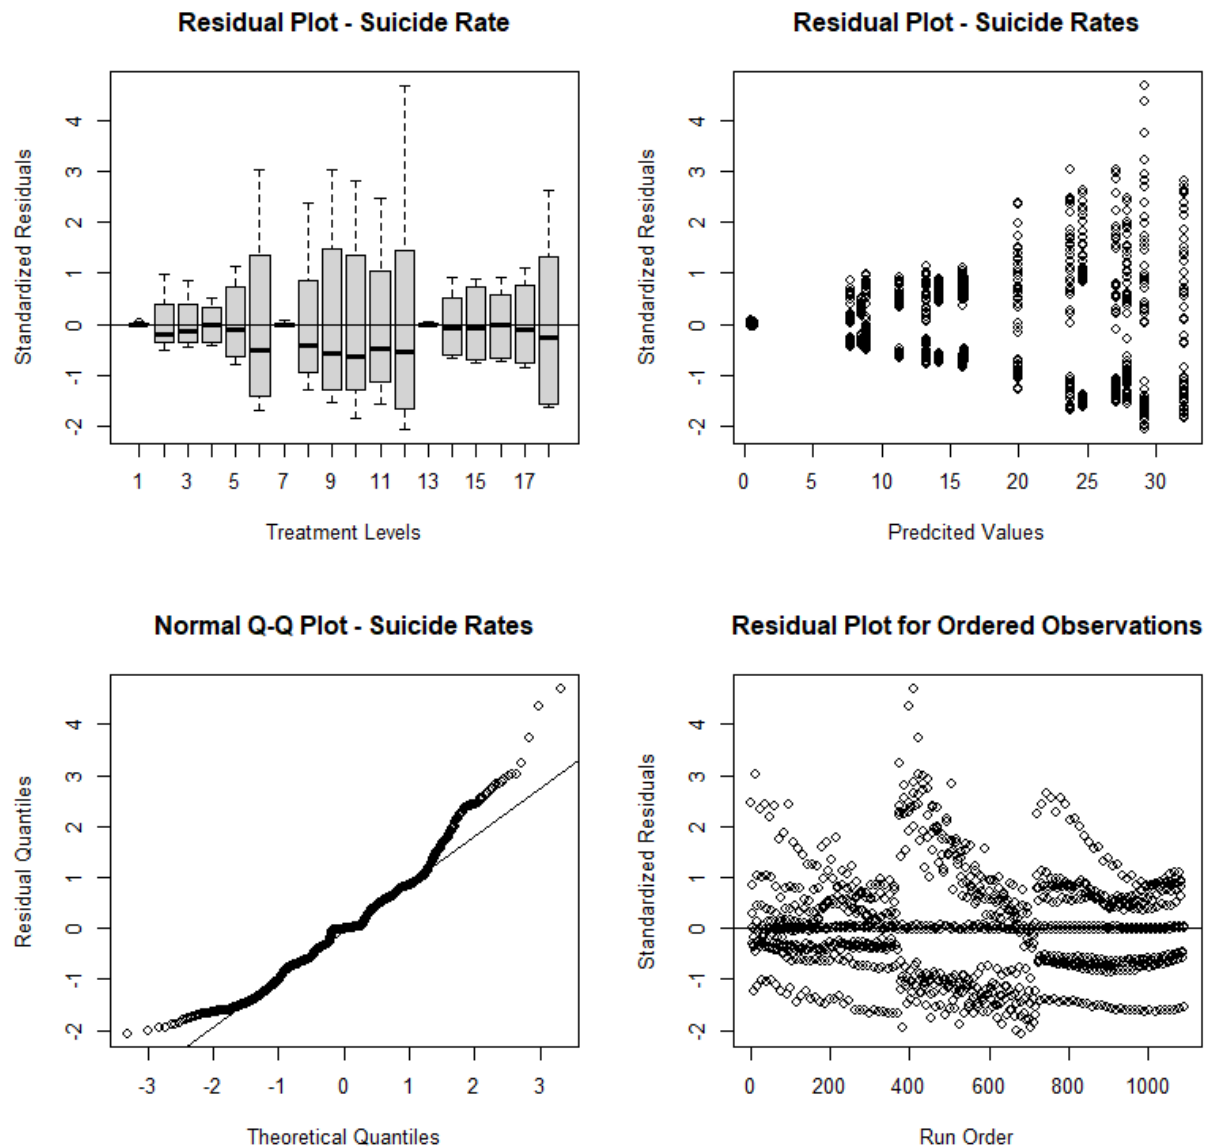 Residual Plot - Suicide Rate
Standardized Residuals
4
3
2
1
0
-1
-2
1 3 5 7 9 11 13 15 17
Treatment Levels
Residual Plot - Suicide Rates
Standardized Residuals
4
3
2
1
0
-1
-2
0 5 10 15 20 25 30
Predcited Values
Normal Q-Q Plot - Suicide Rates
Residual Quantiles
4
3
2
1
0
-1
-2
-3 -2 -1 0 1 2 3
Theoretical Quantiles
Residual Plot for Ordered Observations
Standardized Residuals
4
3
2
1
0
-1
-2
0 200 400 600 800 1000
Run Order